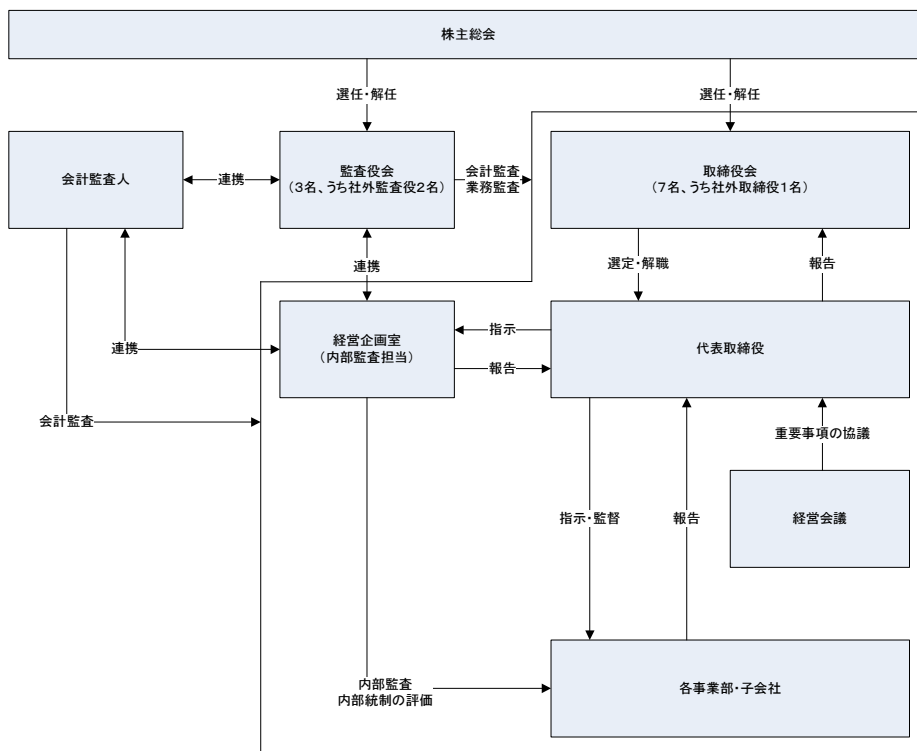 株主総会
選任・解任
選任・解任
会計監査人
連携
監査役会
(3名、うち社外監査役2名)
会計監査
業務監査
取締役会
(7名、うち社外取締役1名)
連携
選定・解職
報告
経営企画室
(内部監査担当)
指示
報告
代表取締役
連携
会計監査
重要事項の協議
経営会議
指示・監督
報告
内部監査
内部統制の評価
各事業部・子会社